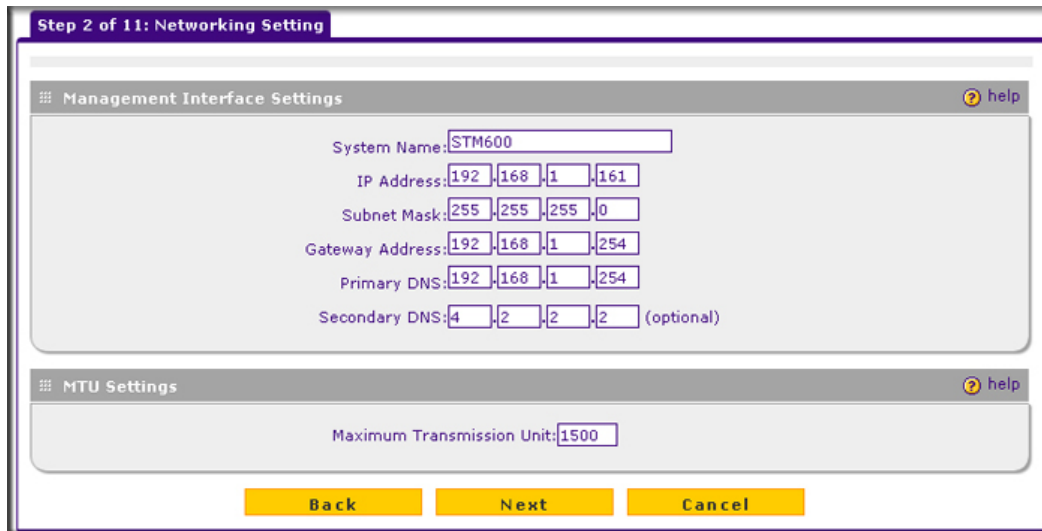 Step 2 of 11: Networking Setting
Management Interface Settings
help
System Name: STM600
IP Address: 192.168.1.161
Subnet Mask: 255.255.255.0
Gateway Address: 192.168.1.254
Primary DNS: 192.168.1.254
Secondary DNS: 4.2.2.2 (optional)
MTU Settings
help
Maximum Transmission Unit: 1500
Back Next Cancel